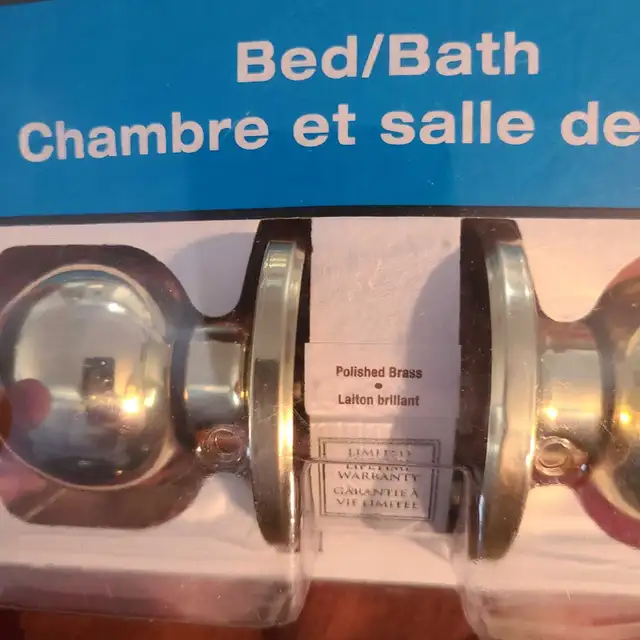 Bed/Bath
Chambre et salle de
Polished Brass
•
Laiton brillant
LIMITED
LIFETIME
WARRANTY
GARANTIE À
VIE LIMITÉE